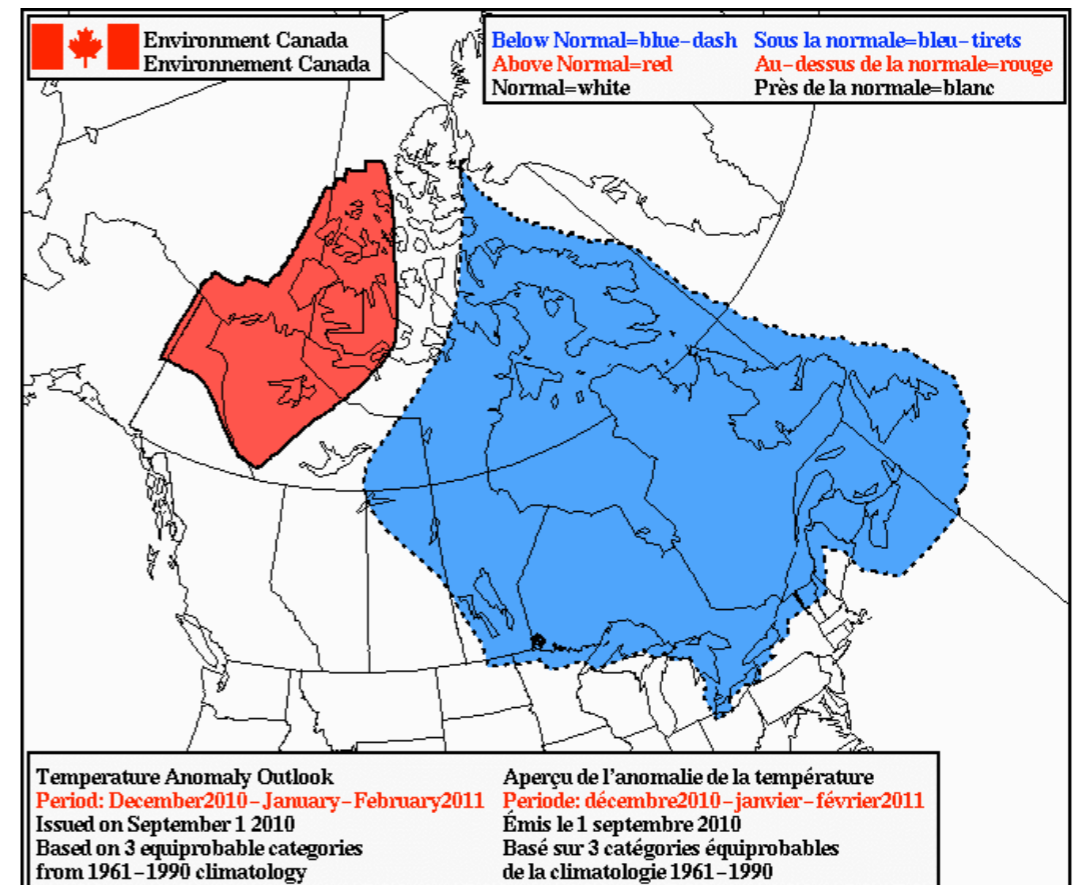 Environment Canada
Environnement Canada
Below Normal=blue-dash Sous la normale=bleu-tirets
Above Normal=red Au-dessus de la normale=rouge
Normal=white Près de la normale=blanc
Temperature Anomaly Outlook
Period: December2010-January-February2011
Issued on September 1 2010
Based on 3 equiprobable categories
from 1961-1990 climatology
Aperçu de l'anomalie de la température
Periode: décembre2010-janvier-février2011
Émis le 1 septembre 2010
Basé sur 3 catégories équiprobables
de la climatologie 1961-1990